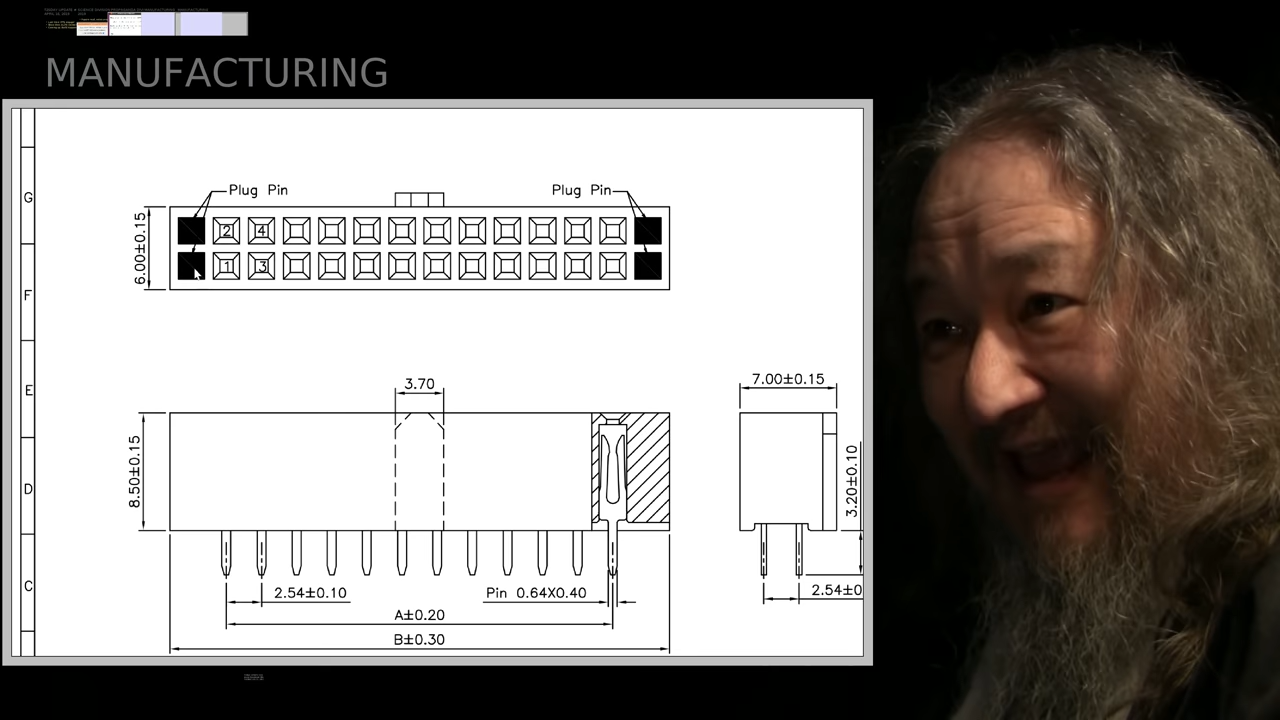 MANUFACTURING
G
F
E
D
C
Plug Pin
Plug Pin
6.00±0.15
2
4
1
3
3.70
8.50±0.15
7.00±0.15
3.20±0.10
2.54±0.10
Pin 0.64X0.40
2.54±0
A±0.20
B±0.30